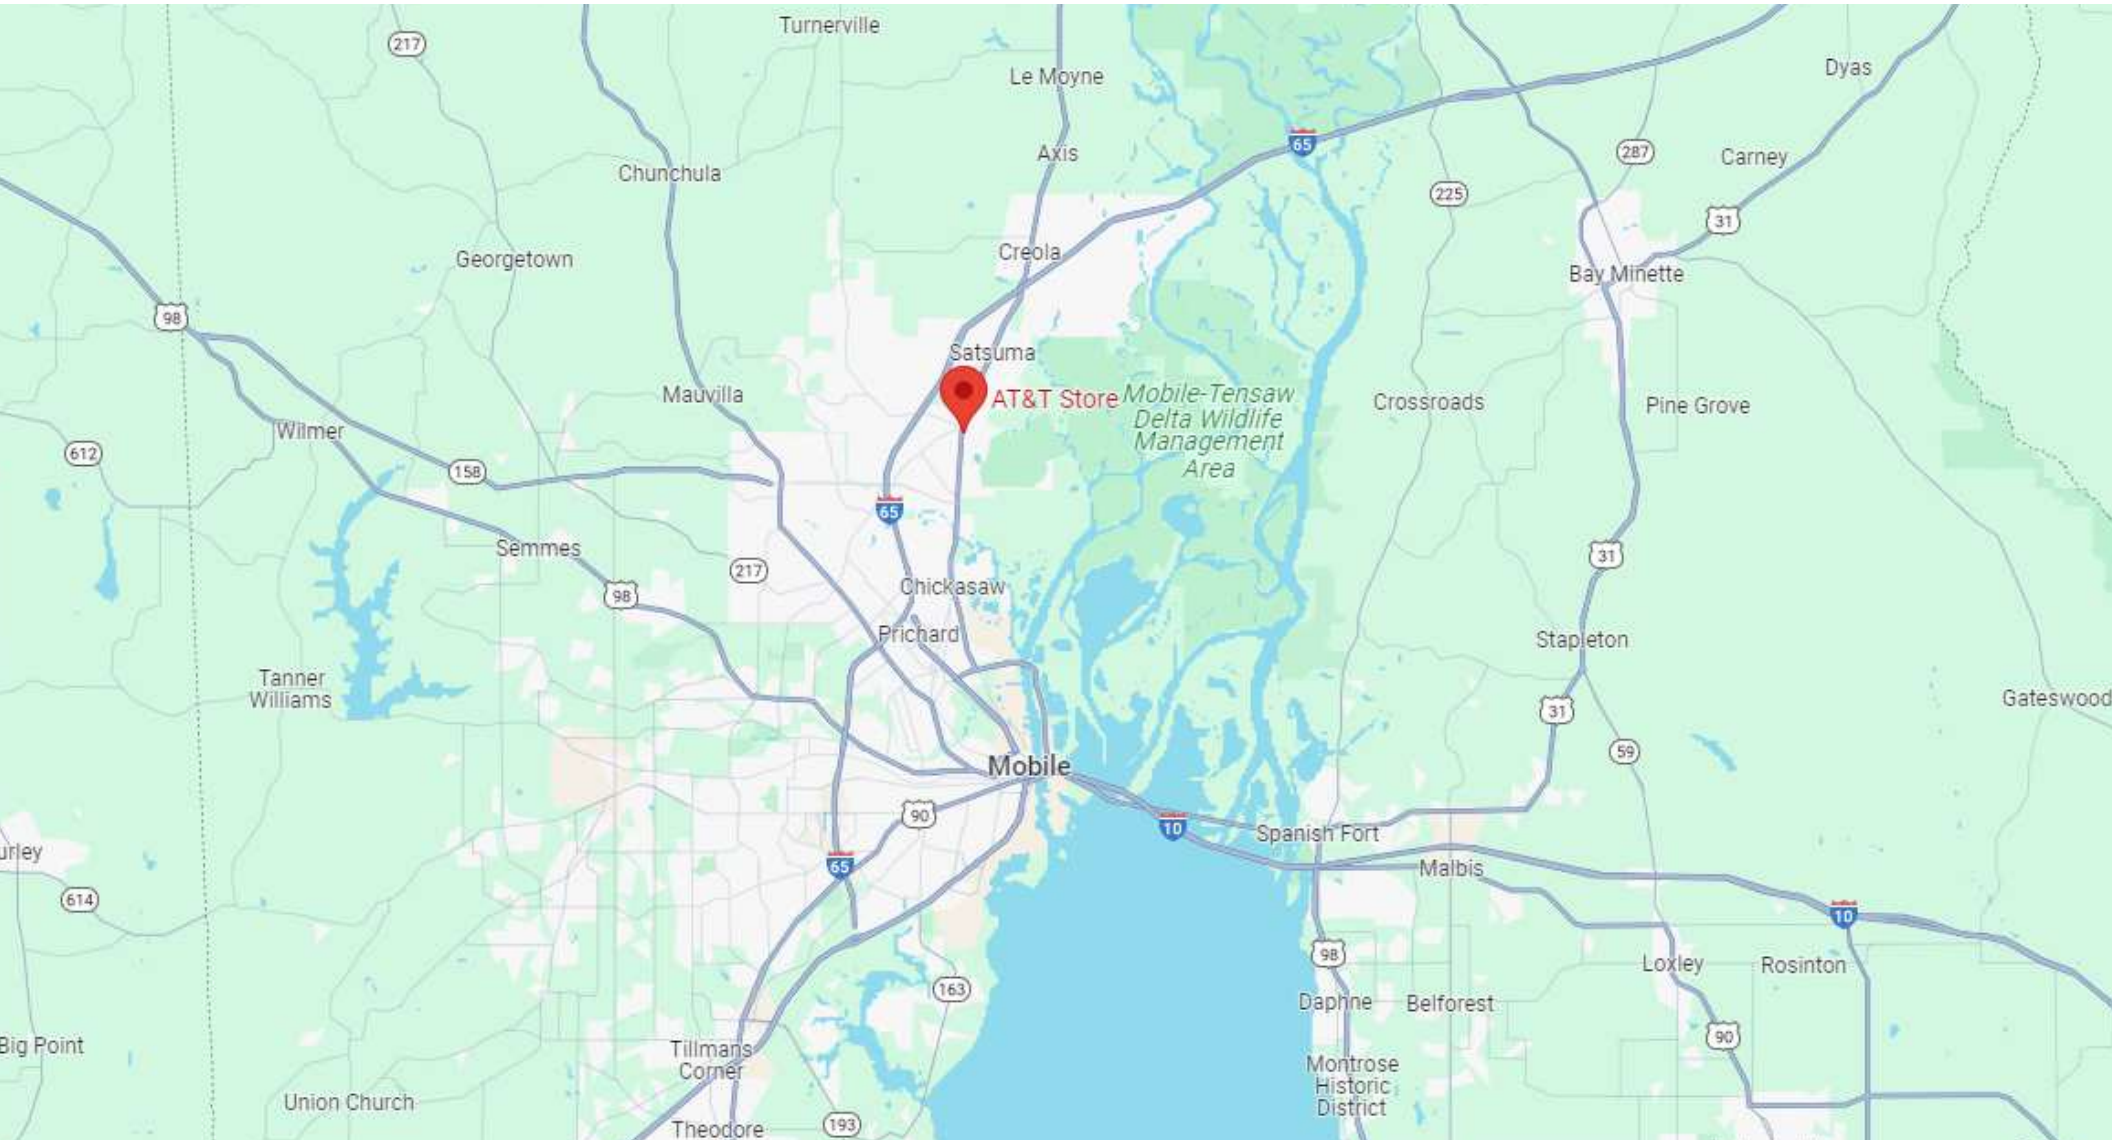 Turnerville
217
Le Moyne
Dyas
65
Axis
287
Carney
Chunchula
225
31
Creola
Georgetown
Bay Minette
98
Satsuma
Mauvilla
AT&T Store
Mobile-Tensaw
Delta Wildlife
Management
Area
Crossroads
Pine Grove
Wilmer
612
158
65
Semmes
31
217
Chickasaw
98
Prichard
Stapleton
Tanner
Williams
Gateswood
31
59
Mobile
90
10
Spanish Fort
urley
65
Malbis
614
10
98
Loxley
Rosinton
163
Daphne
Belforest
Big Point
90
Tillmans
Corner
Montrose
Historic
District
Union Church
193
Theodore